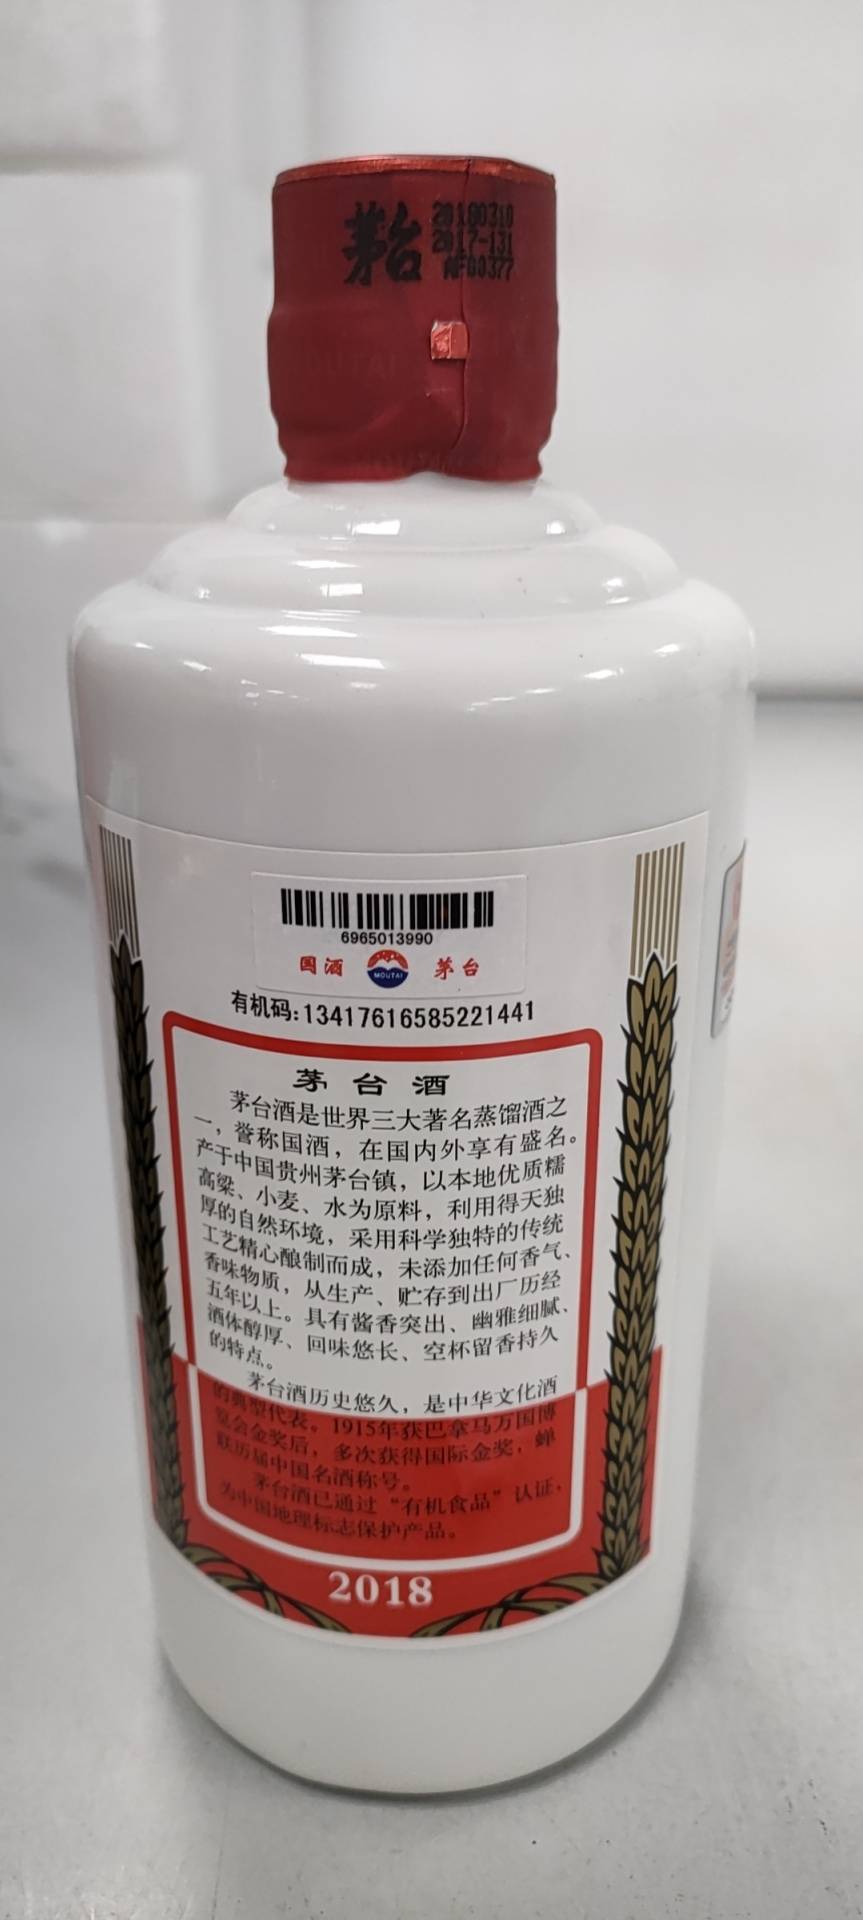 茅台
20180310
2017-131
AF00377
MOUTAI
6965013990
国酒
MOUTAI
茅台
有机码:13417616585221441
茅台酒
茅台酒是世界三大著名蒸馏酒之
一，誉称国酒，在国内外享有盛名。
产于中国贵州茅台镇，以本地优质糯
高粱、小麦、水为原料，利用得天独
厚的自然环境，采用科学独特的传统
工艺精心酿制而成，未添加任何香气、
香味物质，从生产、贮存到出厂历经
五年以上。具有酱香突出、幽雅细腻、
酒体醇厚、回味悠长、空杯留香持久
的特点。
茅台酒历史悠久，是中华文化酒
的典型代表。1915年获巴拿马万国博
览会金奖后，多次获得国际金奖，蝉
联历届中国名酒称号。
茅台酒已通过“有机食品”认证，
为中国地理标志保护产品。
2018